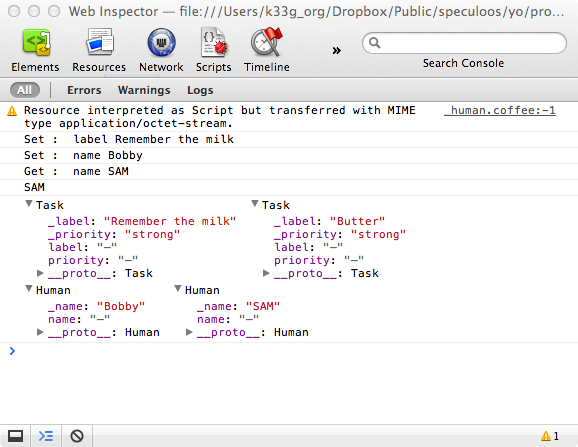 Web Inspector — file:///Users/k33g_org/Dropbox/Public/speculoos/yo/pro...
Elements Resources Network Scripts Timeline » Search Console
All Errors Warnings Logs
Resource interpreted as Script but transferred with MIME _human.coffee:-1
type application/octet-stream.
Set :  label Remember the milk
Set :  name Bobby
Get :  name SAM
SAM
Task Task
_label: "Remember the milk" _label: "Butter"
_priority: "strong" _priority: "strong"
label: "—" label: "—"
priority: "—" priority: "—"
__proto__: Task __proto__: Task
Human Human
_name: "Bobby" _name: "SAM"
name: "—" name: "—"
__proto__: Human __proto__: Human
1